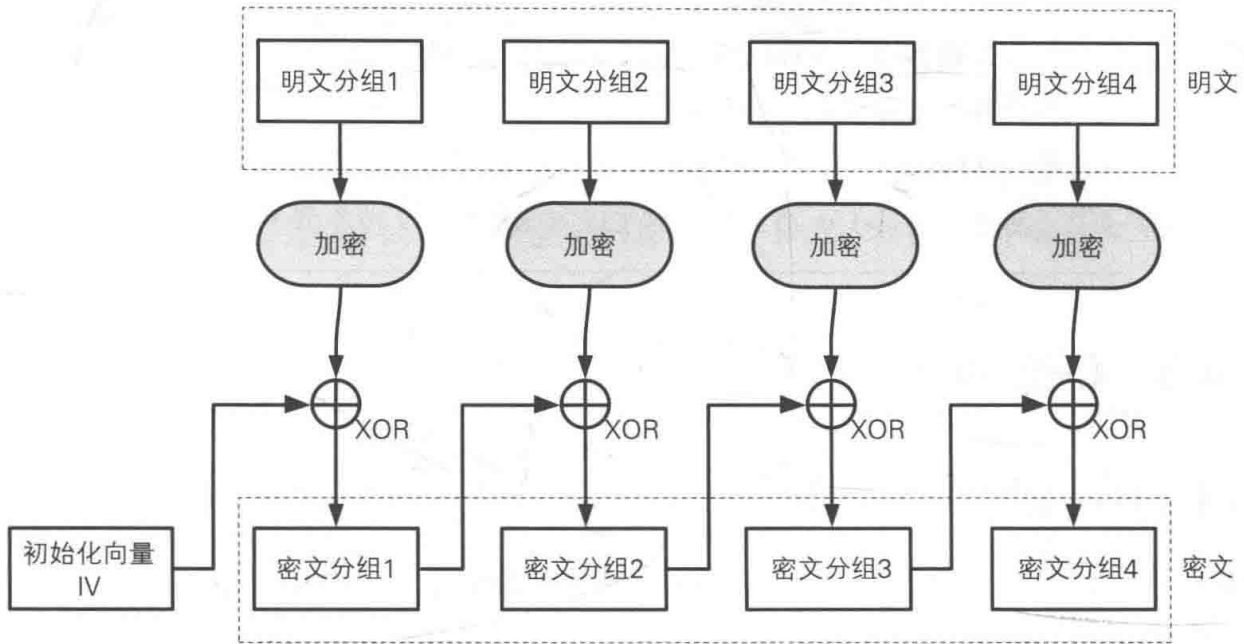 明文分组1
明文分组2
明文分组3
明文分组4
明文
加密
加密
加密
加密
XOR
XOR
XOR
XOR
初始化向量
IV
密文分组1
密文分组2
密文分组3
密文分组4
密文